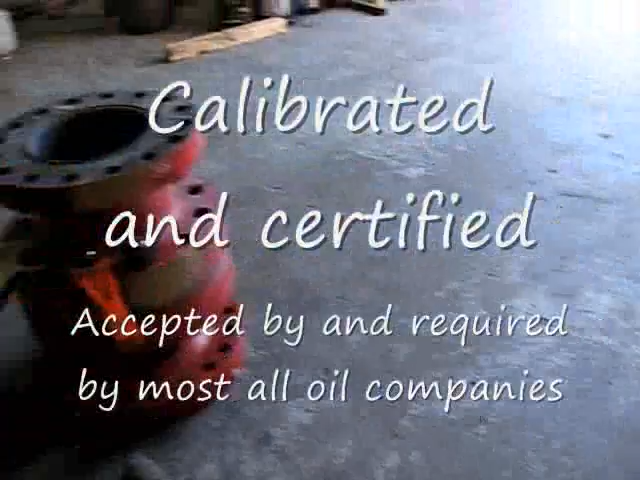 Calibrated
and certified
Accepted by and required
by most all oil companies